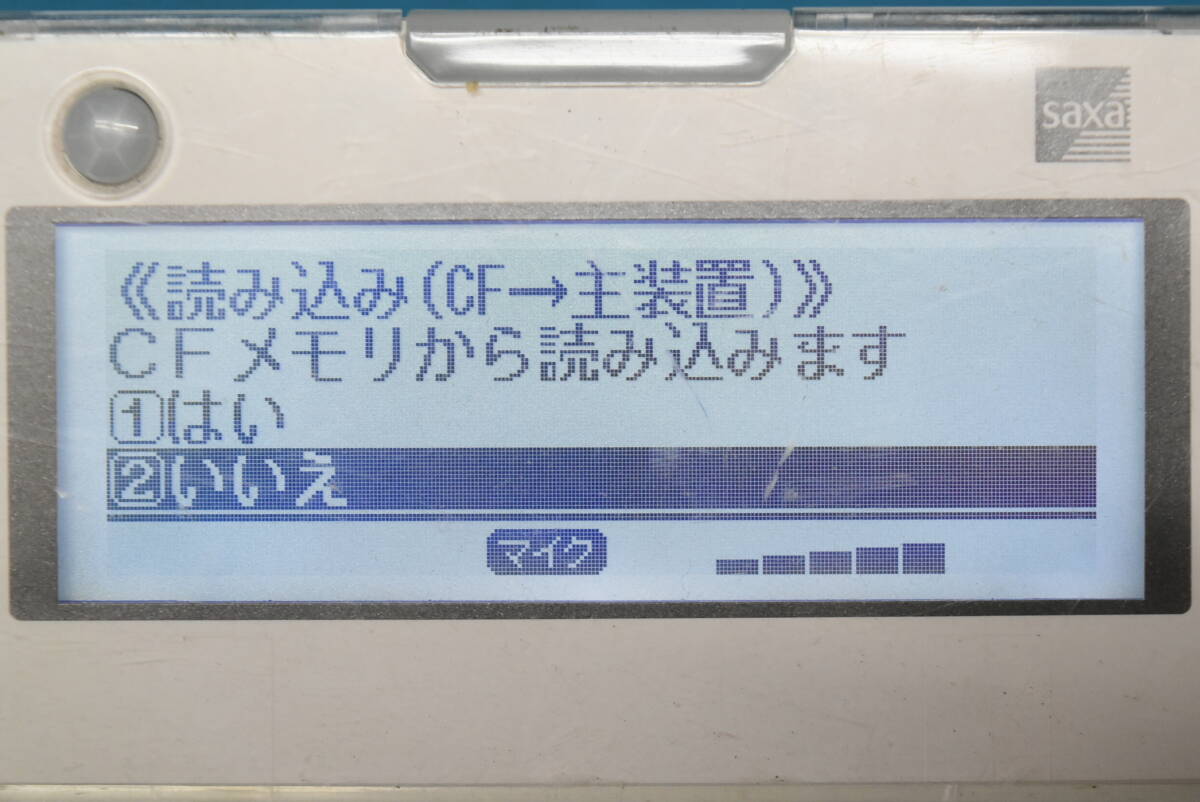 saxa
《読み込み(CF→主装置)》
CFメモリから読み込みます
1はい
2いいえ
マイク